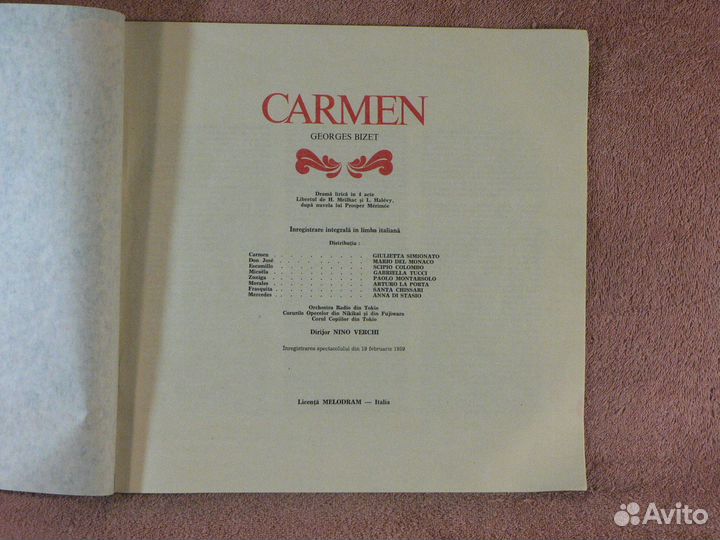 CARMEN
GEORGES BIZET
Dramă lirică în 4 acte
Libertul de H. Meilhac și L. Halévy,
după nuvela lui Prosper Mérimée
Înregistrare integrală în limba italiană
Distribuția :
Carmen . . . . . . . . . . GIULIETTA SIMIONATO
Don José . . . . . . . . . . MARIO DEL MONACO
Escamillo . . . . . . . . . . SCIPIO COLOMBO
Micaëla . . . . . . . . . . GABRIELLA TUCCI
Zuniga . . . . . . . . . . PAOLO MONTARSOLO
Morales . . . . . . . . . . ARTURO LA PORTA
Frasquita . . . . . . . . . . SANTA CHISSARI
Mercedes . . . . . . . . . . ANNA DI STASIO
Orchestra Radio din Tokio
Corurile Operelor din Nikikai și din Fujiwara
Corul Copiilor din Tokio
Dirijor NINO VERCHI
Înregistrarea spectacolului din 19 februarie 1959
Licență MELODRAM — Italia
Avito